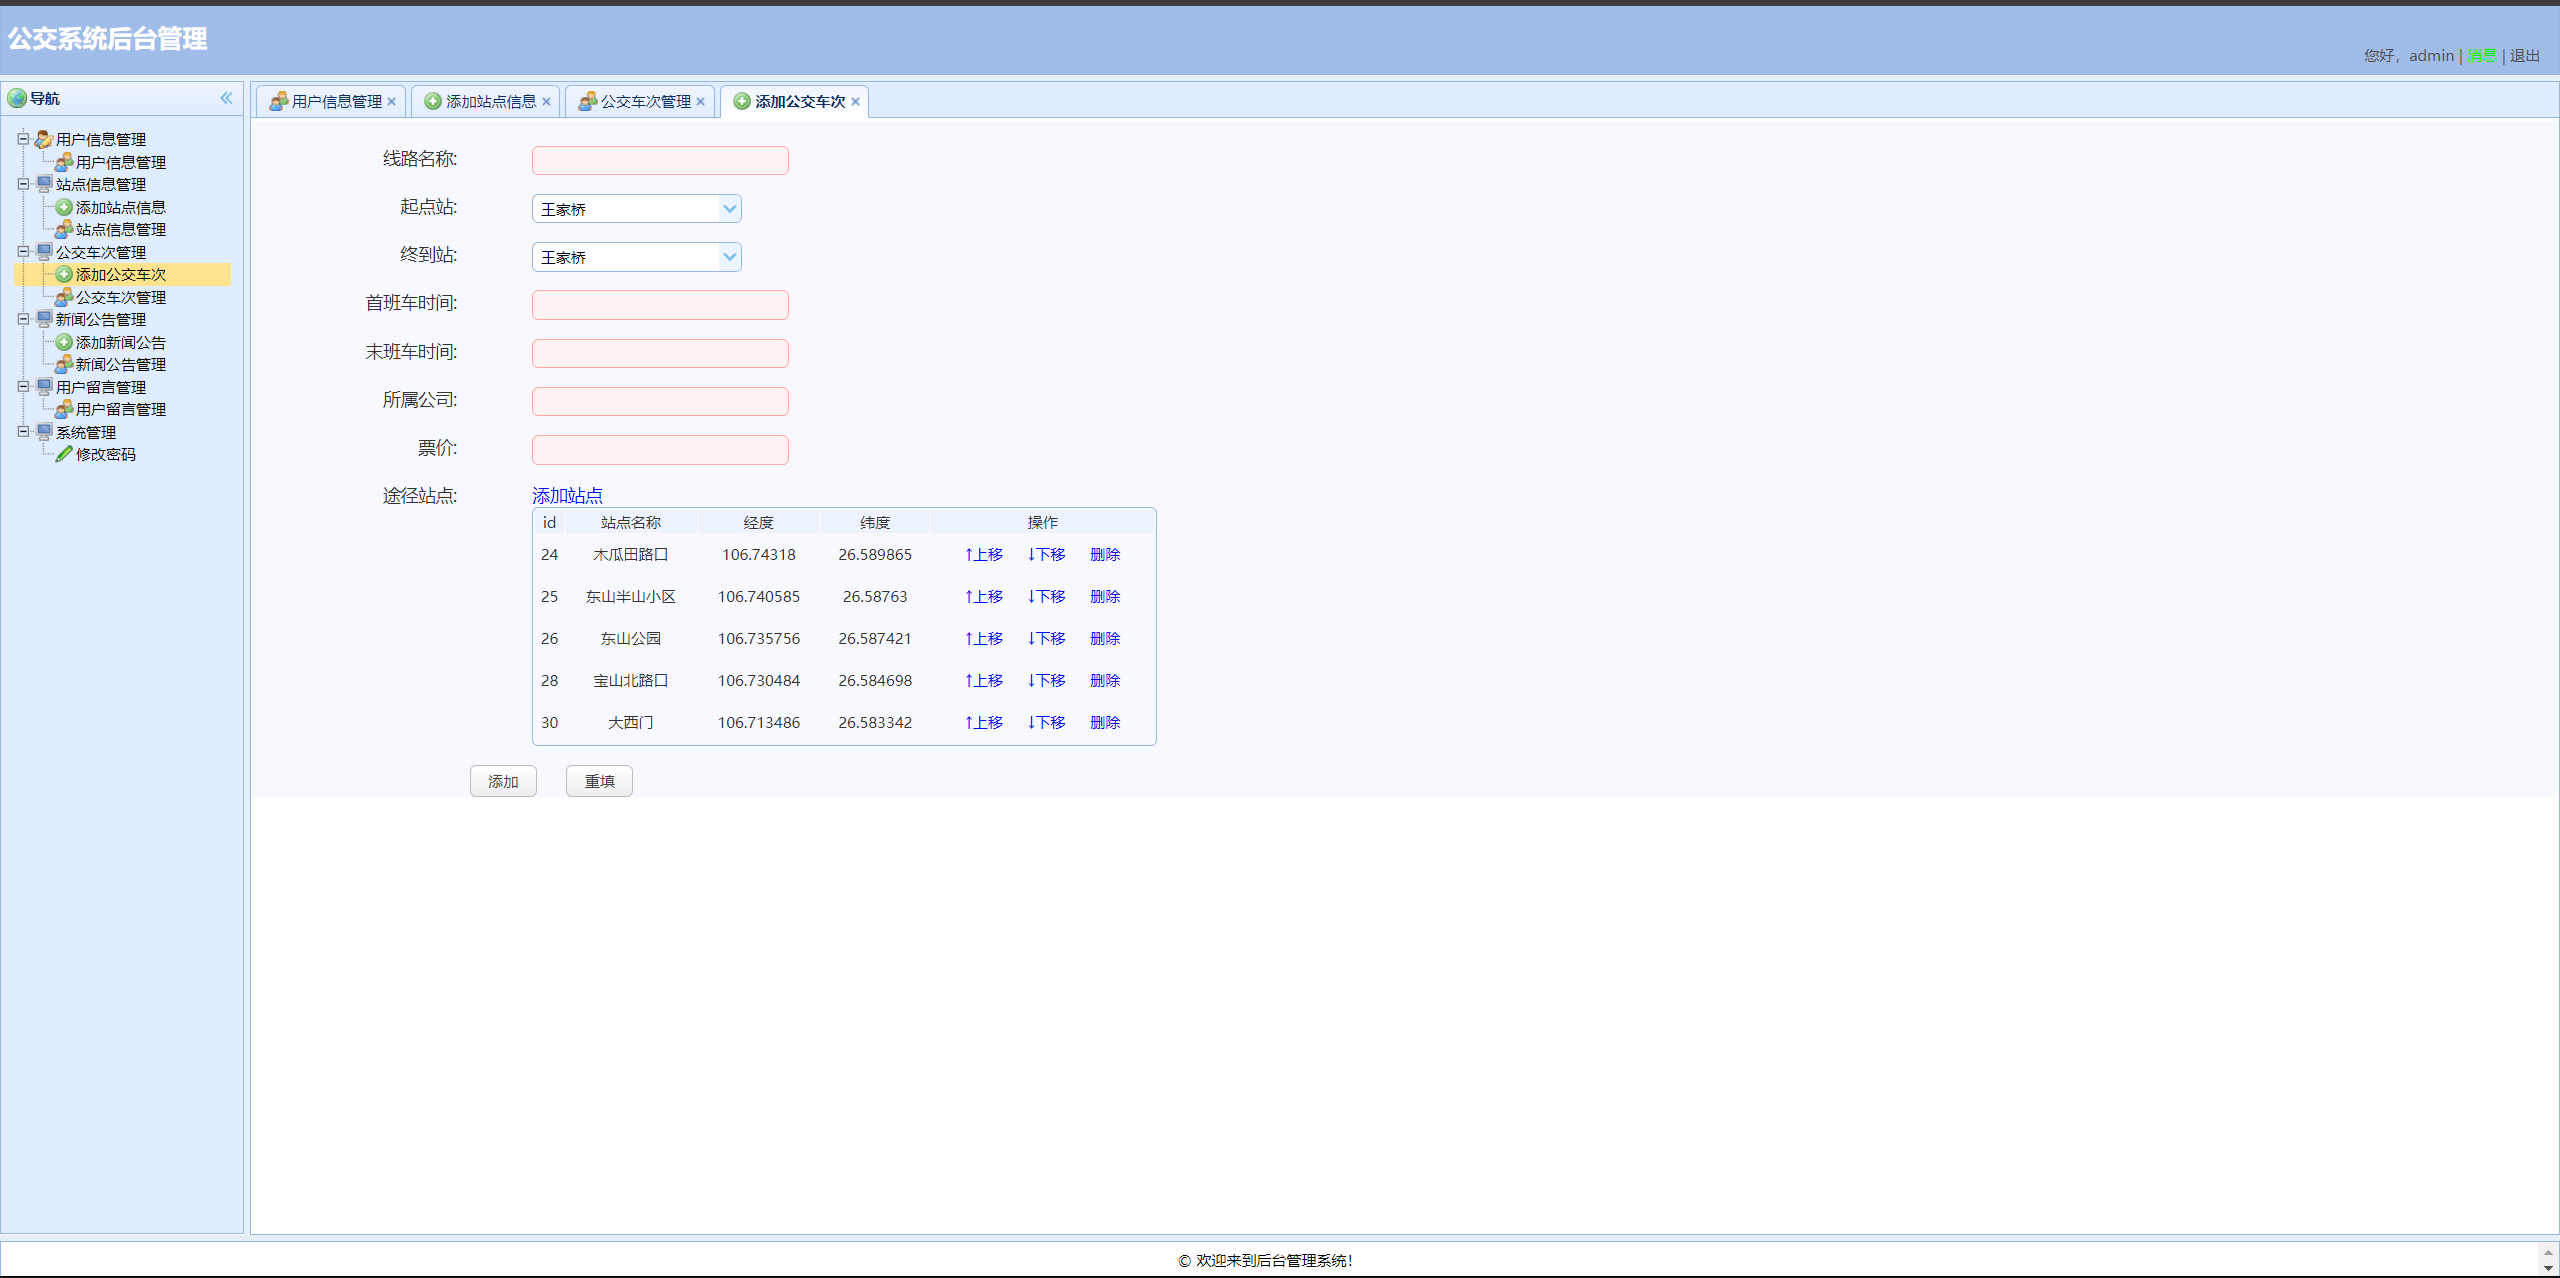 公交系统后台管理
您好，admin | 消息 | 退出
导航
用户信息管理
用户信息管理
站点信息管理
添加站点信息
站点信息管理
公交车次管理
添加公交车次
公交车次管理
新闻公告管理
添加新闻公告
新闻公告管理
用户留言管理
用户留言管理
系统管理
修改密码
用户信息管理 添加站点信息 公交车次管理 添加公交车次
线路名称:
起点站: 王家桥
终到站: 王家桥
首班车时间:
末班车时间:
所属公司:
票价:
途径站点: 添加站点
id 站点名称 经度 纬度 操作
24 木瓜田路口 106.74318 26.589865 ↑上移 ↓下移 删除
25 东山半山小区 106.740585 26.58763 ↑上移 ↓下移 删除
26 东山公园 106.735756 26.587421 ↑上移 ↓下移 删除
28 宝山北路口 106.730484 26.584698 ↑上移 ↓下移 删除
30 大西门 106.713486 26.583342 ↑上移 ↓下移 删除
添加 重填
© 欢迎来到后台管理系统!